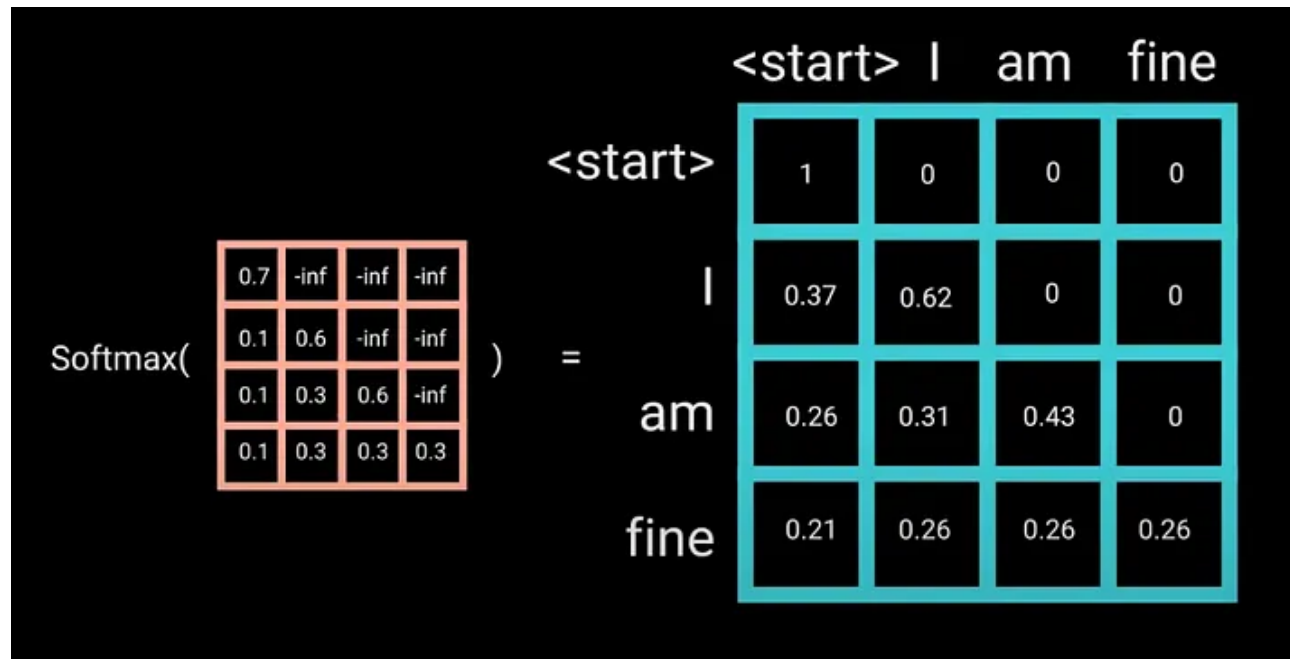 <start> I am fine
<start> 1 0 0 0
I 0.37 0.62 0 0
am 0.26 0.31 0.43 0
fine 0.21 0.26 0.26 0.26
Softmax( ) =
0.7 -inf -inf -inf
0.1 0.6 -inf -inf
0.1 0.3 0.6 -inf
0.1 0.3 0.3 0.3